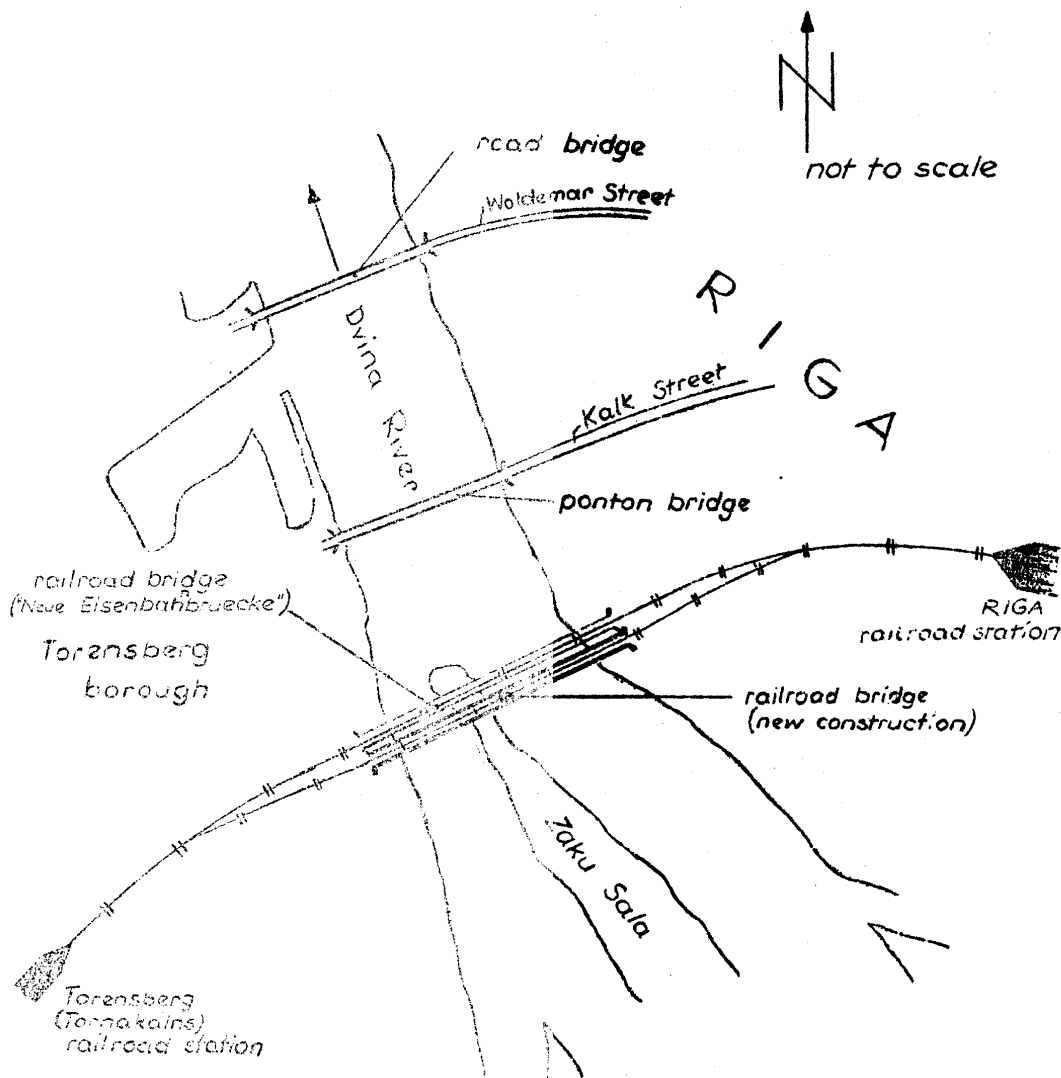 N
not to scale
road bridge
Woldemar Street
RIGA
Dvina River
Kalk Street
ponton bridge
railroad bridge
("Neue Eisenbahbruecke")
Torensberg
borough
RIGA
railroad station
railroad bridge
(new construction)
Zaku Sala
Torensberg
(Tornakalns)
railroad station